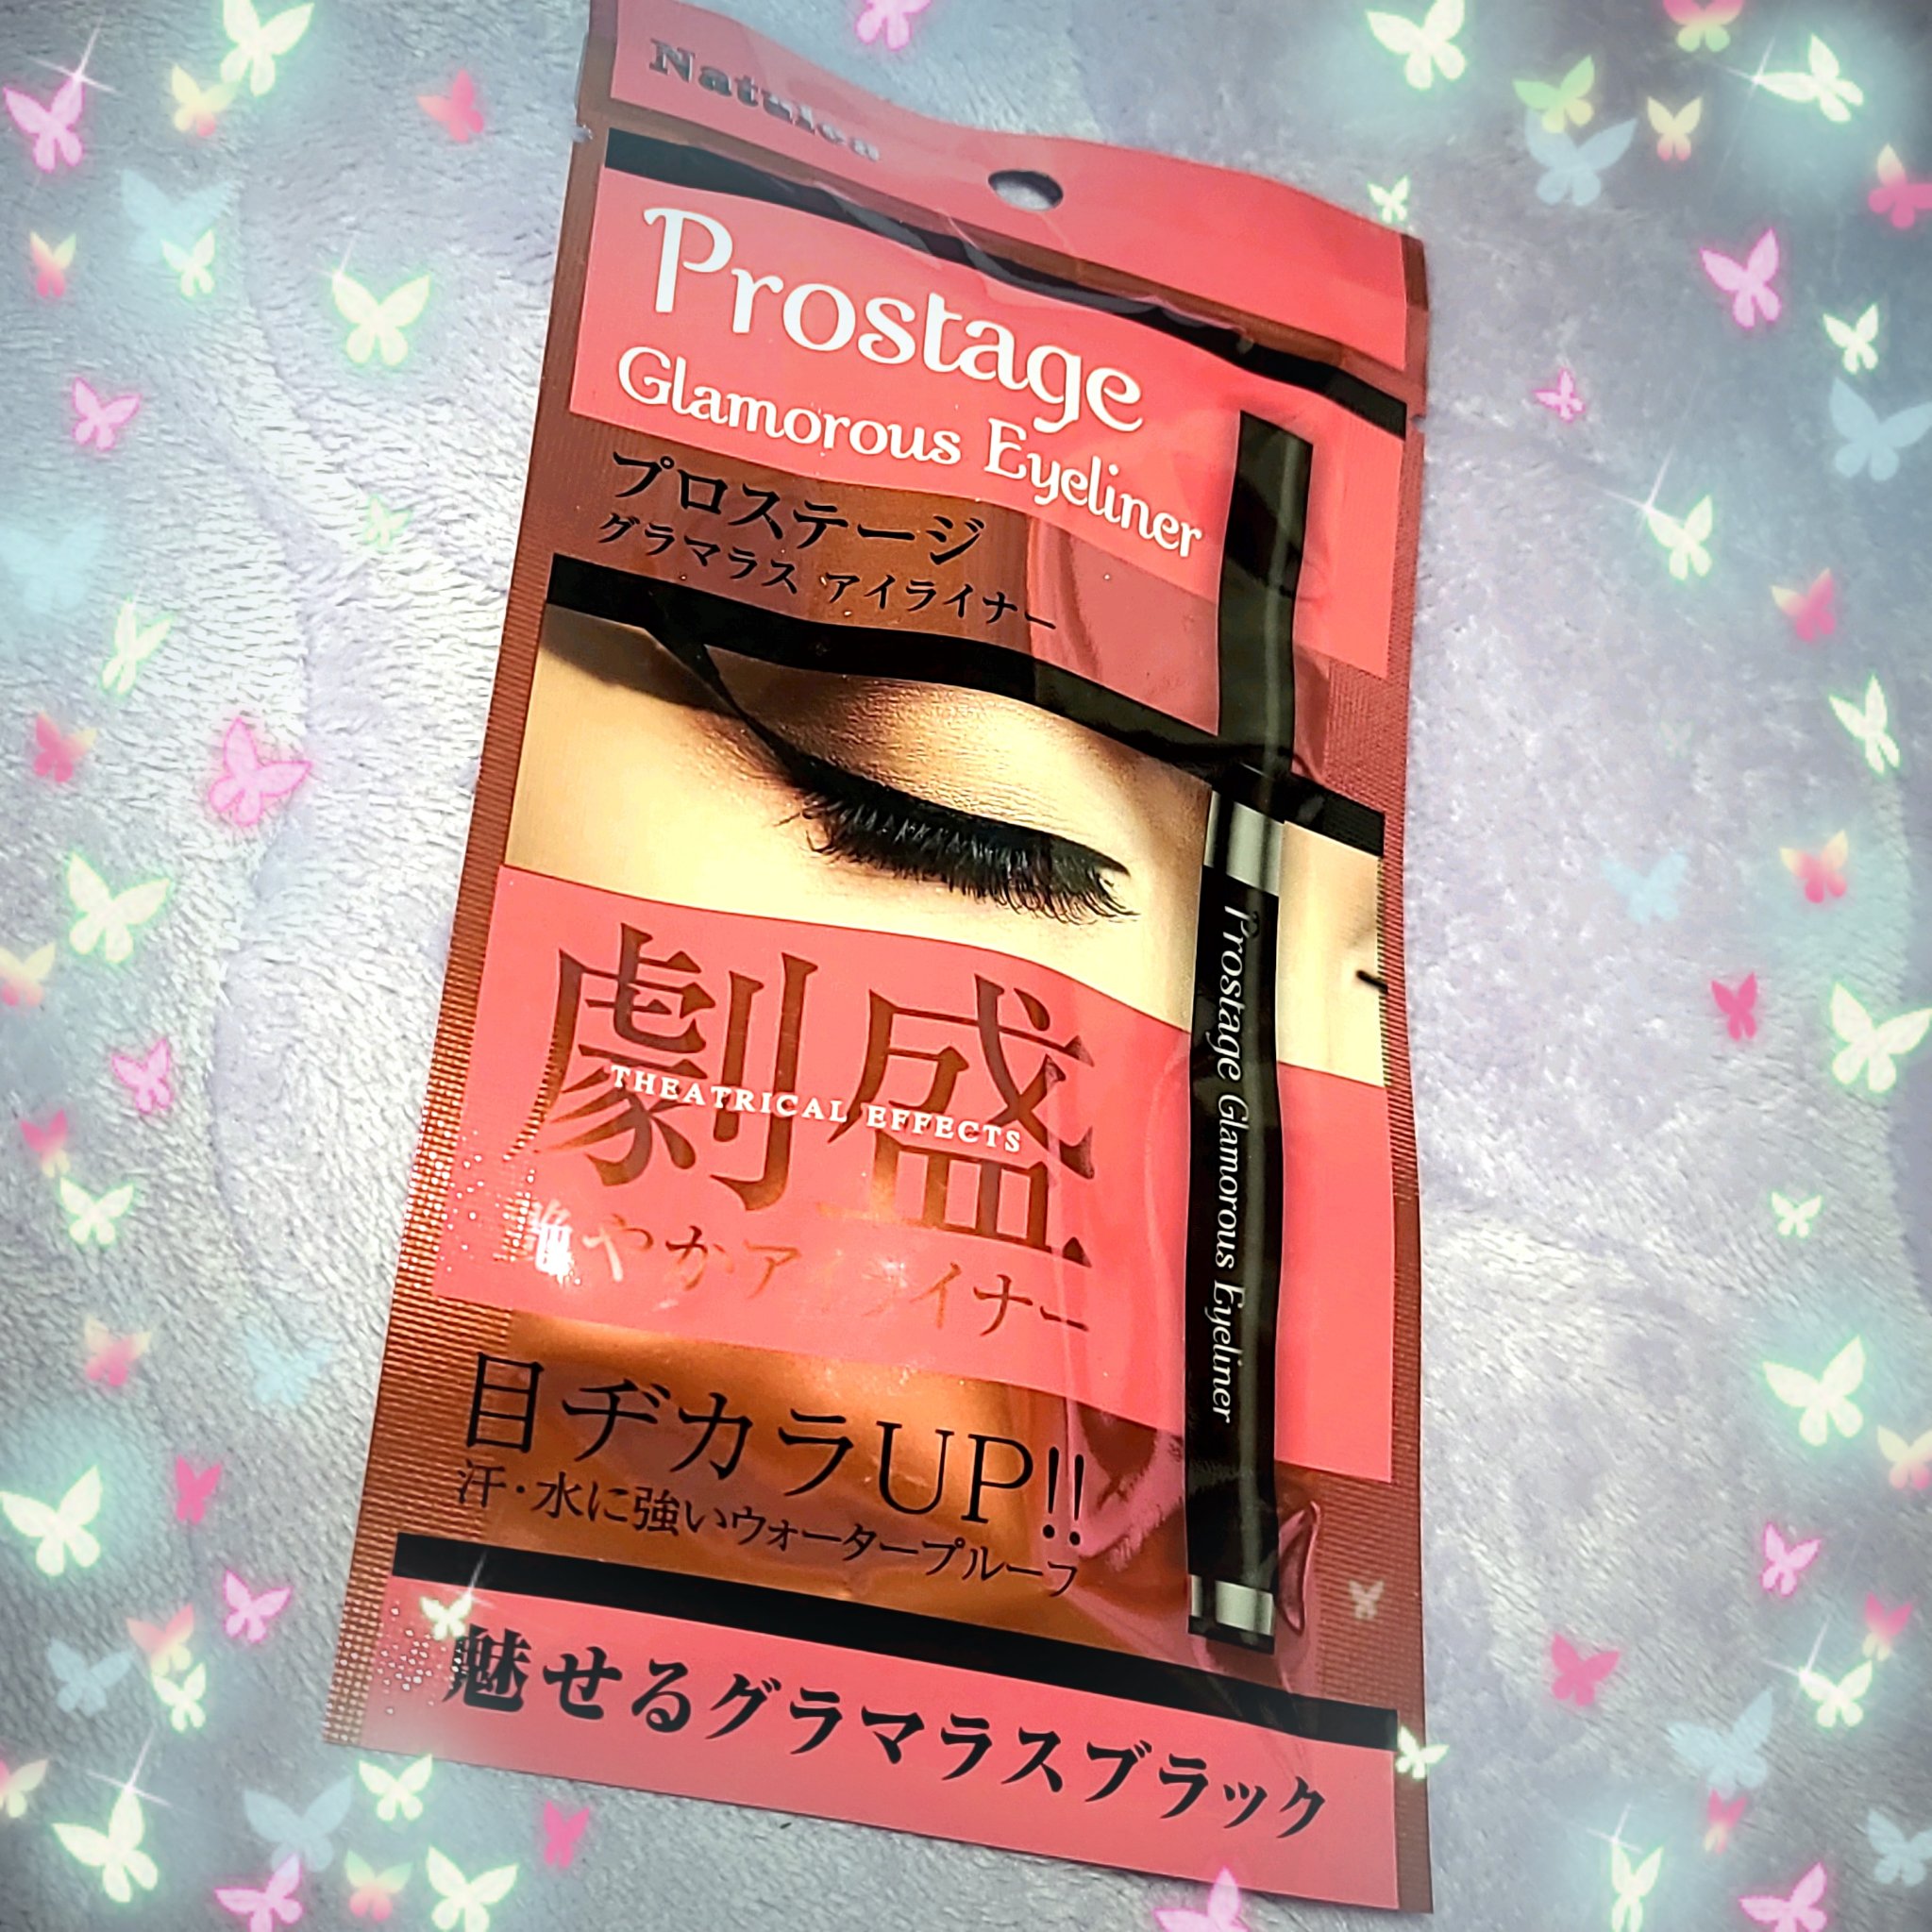 Naturea
Prostage
Glamorous Eyeliner
プロステージ
グラマラス アイライナー
劇盛
THEATRICAL EFFECTS
艶やかアイライナー
目ヂカラUP!!
汗・水に強いウォータープルーフ
魅せるグラマラスブラック
Prostage Glamorous Eyeliner